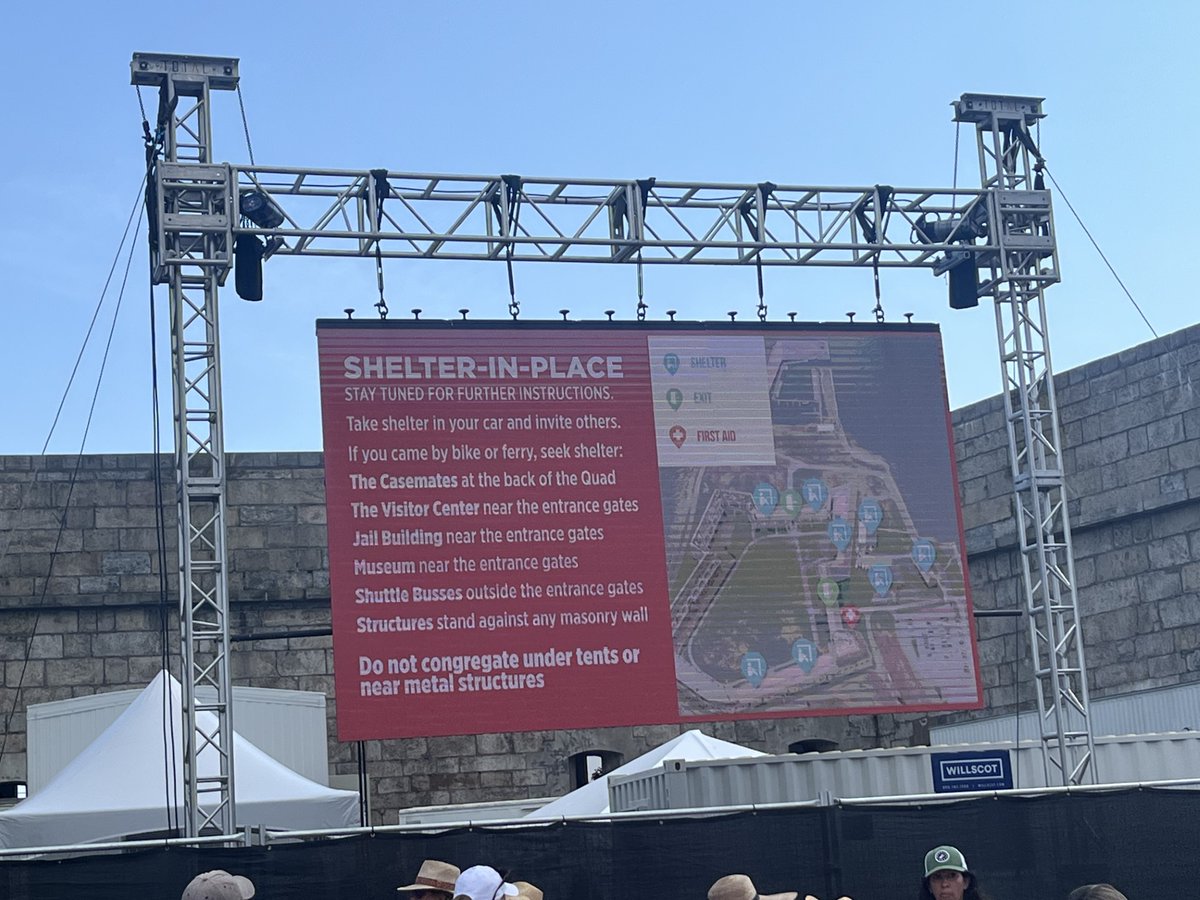 TOTAL
TOTAL
SHELTER-IN-PLACE
STAY TUNED FOR FURTHER INSTRUCTIONS.
Take shelter in your car and invite others.
If you came by bike or ferry, seek shelter:
The Casemates at the back of the Quad
The Visitor Center near the entrance gates
Jail Building near the entrance gates
Museum near the entrance gates
Shuttle Busses outside the entrance gates
Structures stand against any masonry wall
Do not congregate under tents or
near metal structures
SHELTER
EXIT
FIRST AID
WILLSCOT